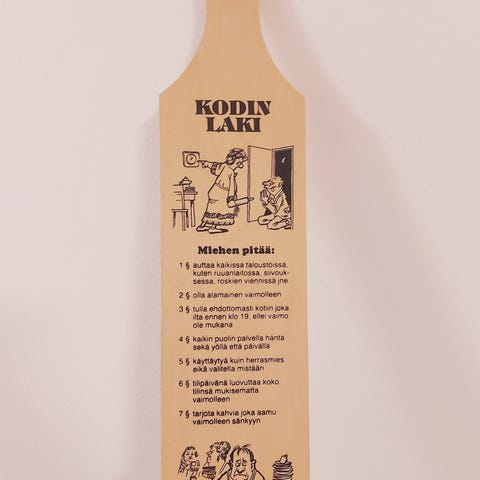 KODIN
LAKI
Miehen pitää:
1 § auttaa kaikissa taloustöissä,
kuten ruuanlaitossa, siivouk-
sessa, roskien viennissä jne.
2 § olla alamainen vaimolleen
3 § tulla ehdottomasti kotiin joka
ilta ennen klo 19, ellei vaimo
ole mukana
4 § kaikin puolin palvella häntä
sekä yöllä että päivällä
5 § käyttäytyä kuin herrasmies
eikä valitella mistään
6 § tilipäivänä luovuttaa koko
tilinsä mukisematta
vaimolleen
7 § tarjota kahvia joka aamu
vaimolleen sänkyyn